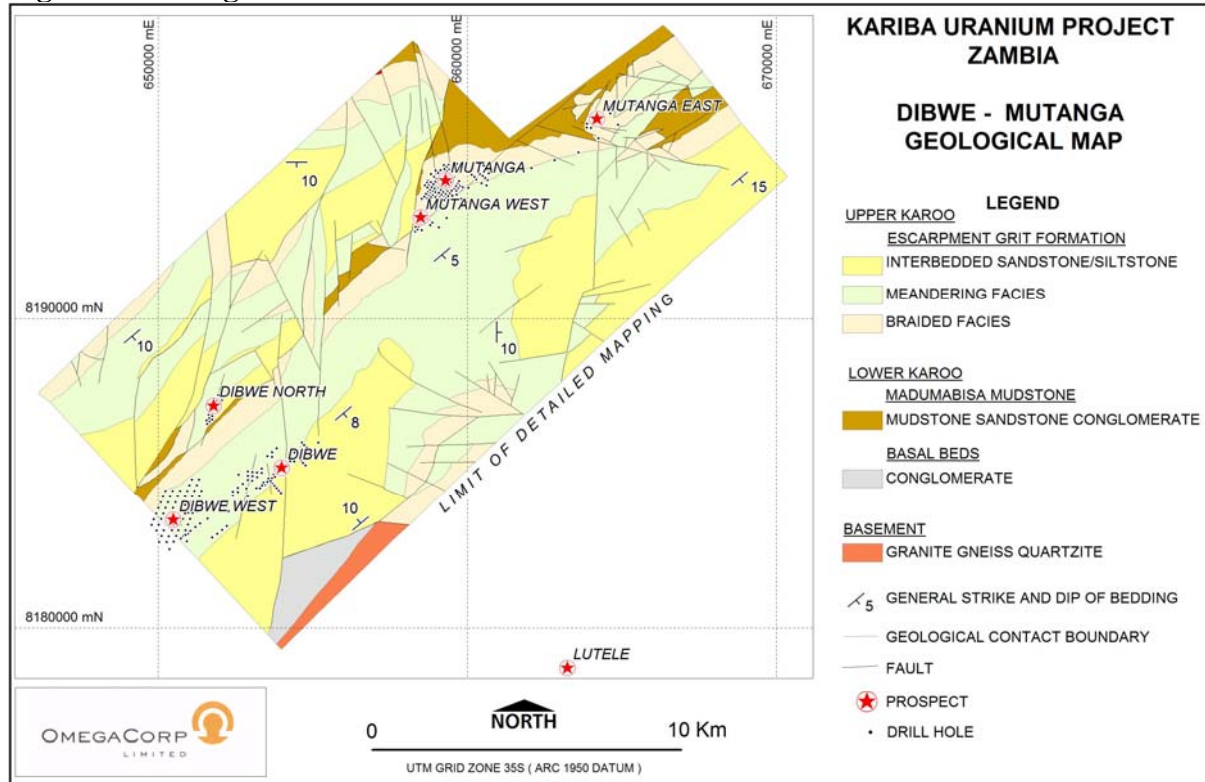 650000 mE
660000 mE
670000 mE
8190000 mN
8180000 mN
MUTANGA EAST
MUTANGA
MUTANGA WEST
DIBWE NORTH
DIBWE
DIBWE WEST
LUTELE
10
15
5
10
10
8
10
LIMIT OF DETAILED MAPPING
KARIBA URANIUM PROJECT
ZAMBIA
DIBWE - MUTANGA
GEOLOGICAL MAP
LEGEND
UPPER KAROO
ESCARPMENT GRIT FORMATION
INTERBEDDED SANDSTONE/SILTSTONE
MEANDERING FACIES
BRAIDED FACIES
LOWER KAROO
MADUMABISA MUDSTONE
MUDSTONE SANDSTONE CONGLOMERATE
BASAL BEDS
CONGLOMERATE
BASEMENT
GRANITE GNEISS QUARTZITE
5 GENERAL STRIKE AND DIP OF BEDDING
GEOLOGICAL CONTACT BOUNDARY
FAULT
PROSPECT
DRILL HOLE
OMEGACORP
LIMITED
NORTH
0 10 Km
UTM GRID ZONE 35S ( ARC 1950 DATUM )